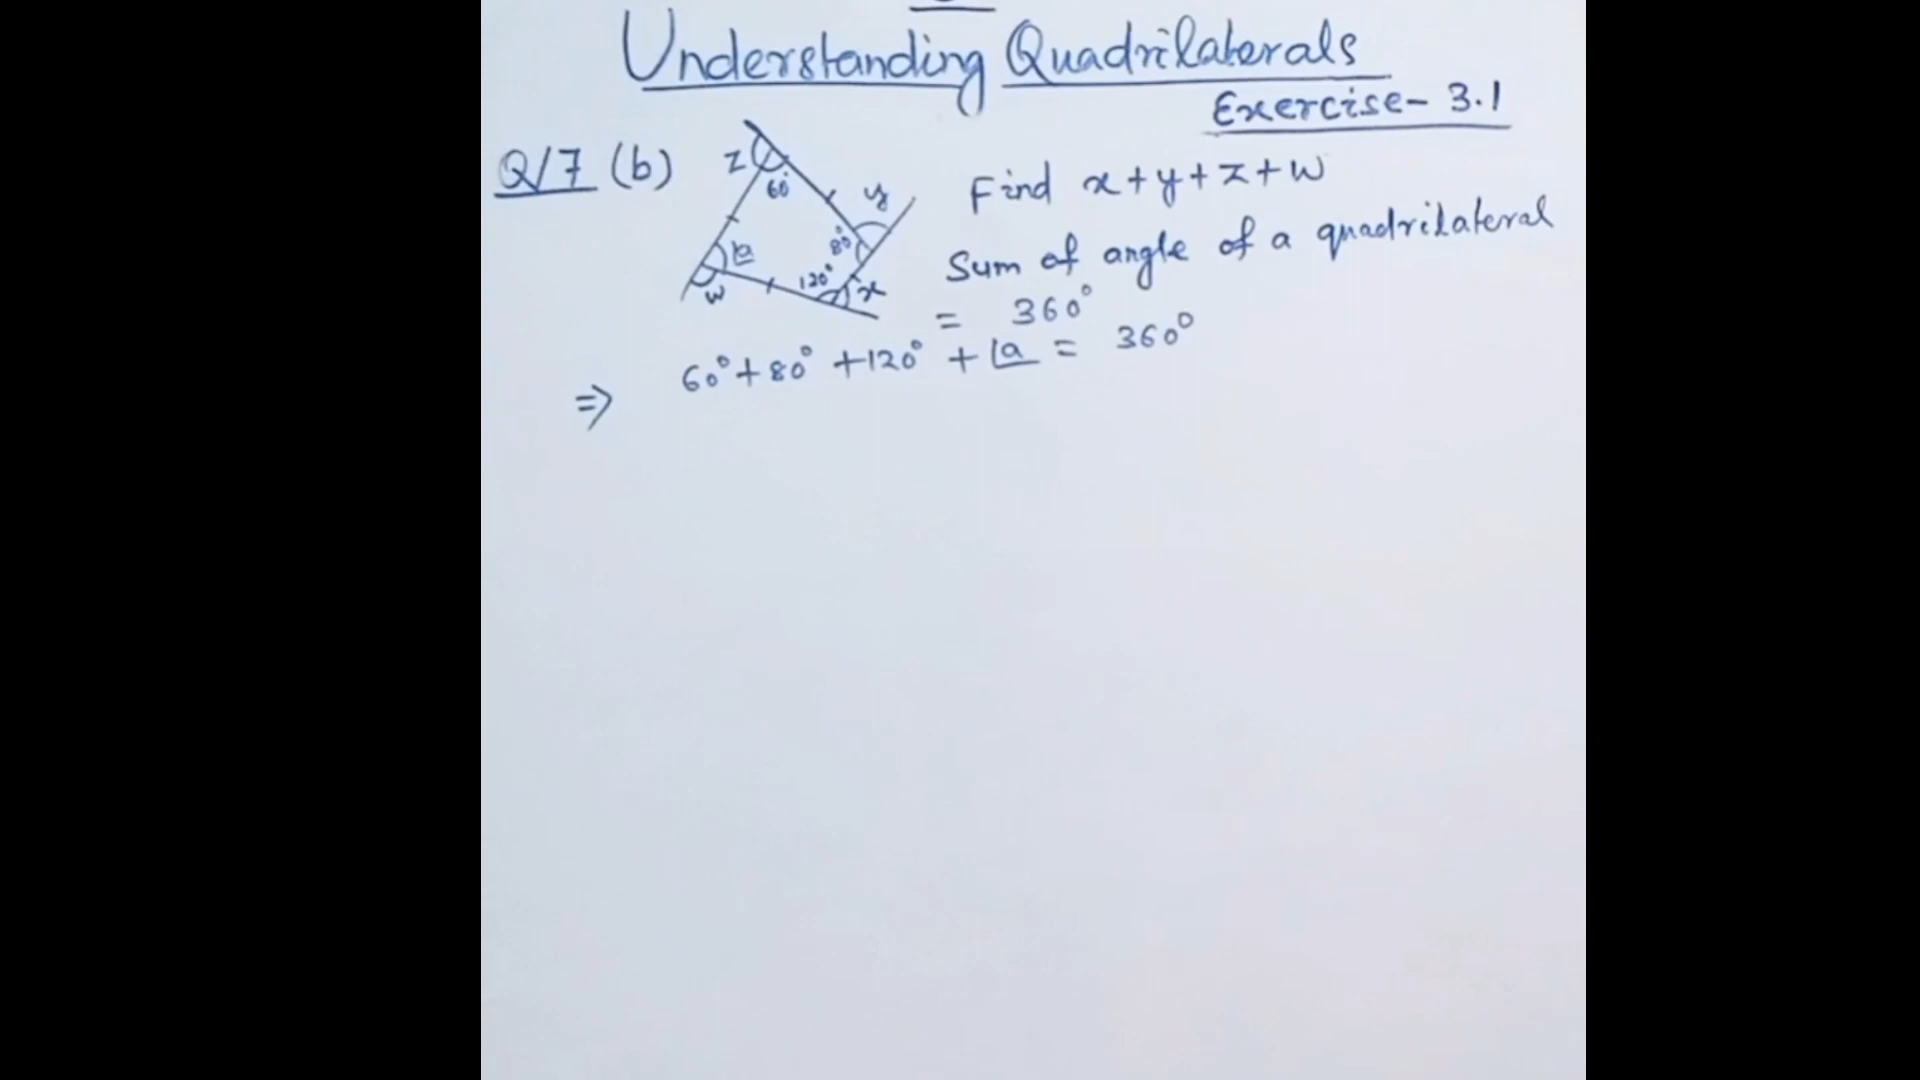 Understanding Quadrilaterals
Exercise- 3.1
Q/7 (b)
z
60°
y
80°
∠a
120°
w
x
Find x+y+z+w
Sum of angle of a quadrilateral
= 360°
⇒ 60°+80°+120°+∠a = 360°